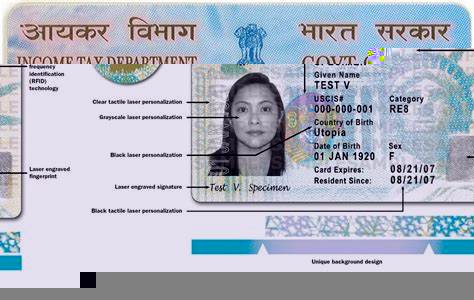 आयकर विभाग
भारत सरकार
INCOME TAX DEPARTMENT
frequency
identification
(RFID)
technology
Given Name
TEST V
Clear tactile laser personalization
USCIS#
Category
000-000-001
RE8
Grayscale laser personalization
Country of Birth
Utopia
Date of Birth
Sex
Black laser personalization
01 JAN 1920
F
Laser engraved
fingerprint
Card Expires:
08/21/07
Resident Since:
08/21/07
Laser engraved signature
Test V. Specimen
Black tactile laser personalization
Unique background design